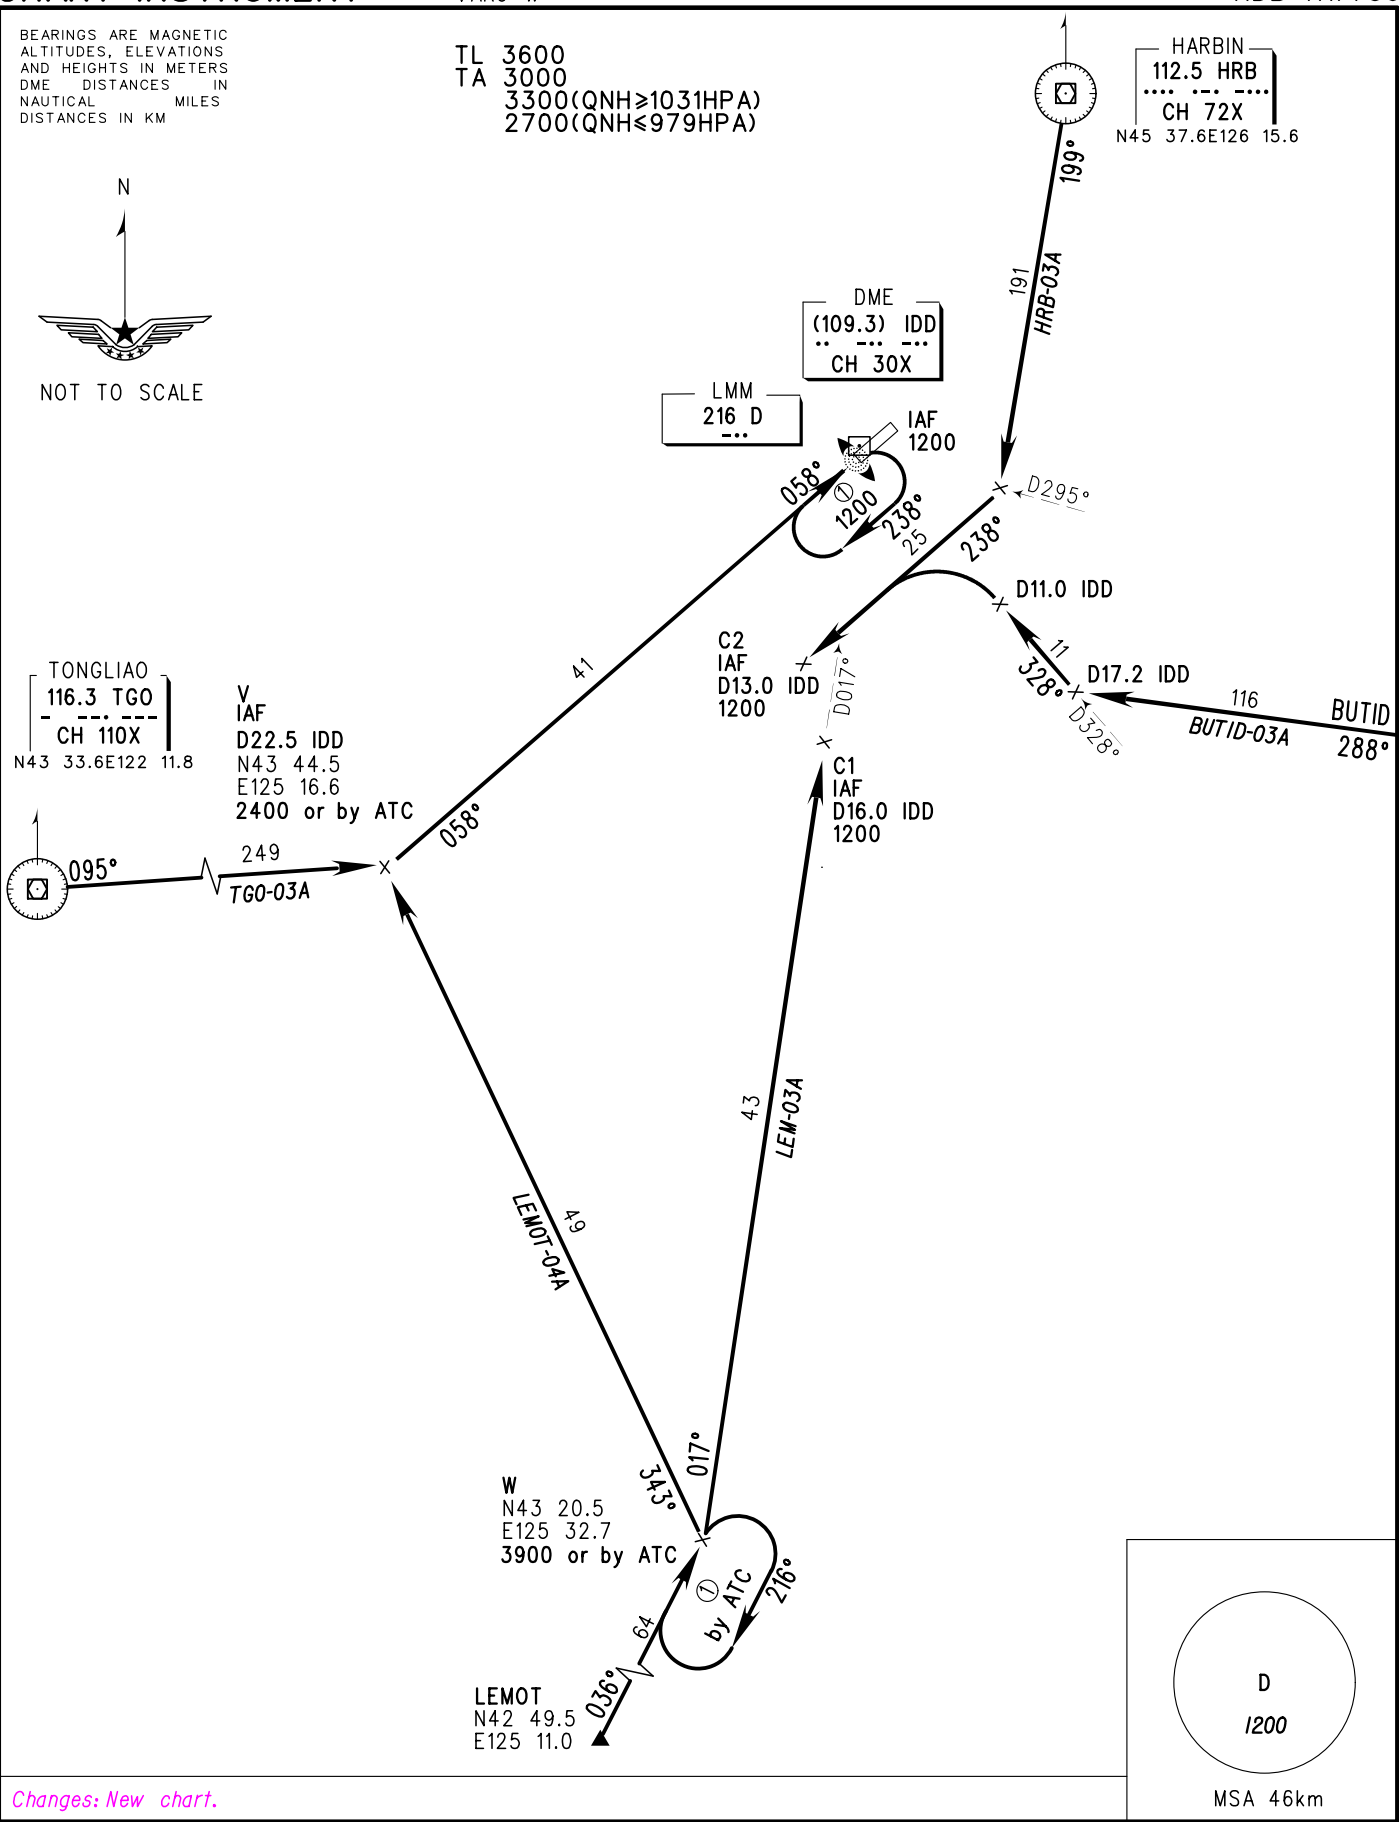 BEARINGS ARE MAGNETIC
ALTITUDES, ELEVATIONS
AND HEIGHTS IN METERS
DME DISTANCES IN
NAUTICAL MILES
DISTANCES IN KM
TL 3600
TA 3000
3300(QNH≥1031HPA)
2700(QNH≤979HPA)
HARBIN
112.5 HRB
CH 72X
N45 37.6E126 15.6
N
NOT TO SCALE
199°
191
HRB-03A
DME
(109.3) IDD
CH 30X
LMM
216 D
IAF
1200
058°
①
1200
238°
D295°
25
238°
D11.0 IDD
11
328°
D17.2 IDD
D328°
116
BUTID-03A
BUTID
288°
C2
IAF
D13.0 IDD
1200
D017°
C1
IAF
D16.0 IDD
1200
41
TONGLIAO
116.3 TGO
CH 110X
N43 33.6E122 11.8
V
IAF
D22.5 IDD
N43 44.5
E125 16.6
2400 or by ATC
058°
095°
249
TGO-03A
43
LEM-03A
49
LEMOT-04A
017°
343°
W
N43 20.5
E125 32.7
3900 or by ATC
①
by ATC
216°
64
036°
LEMOT
N42 49.5
E125 11.0
D
1200
MSA 46km
Changes: New chart.